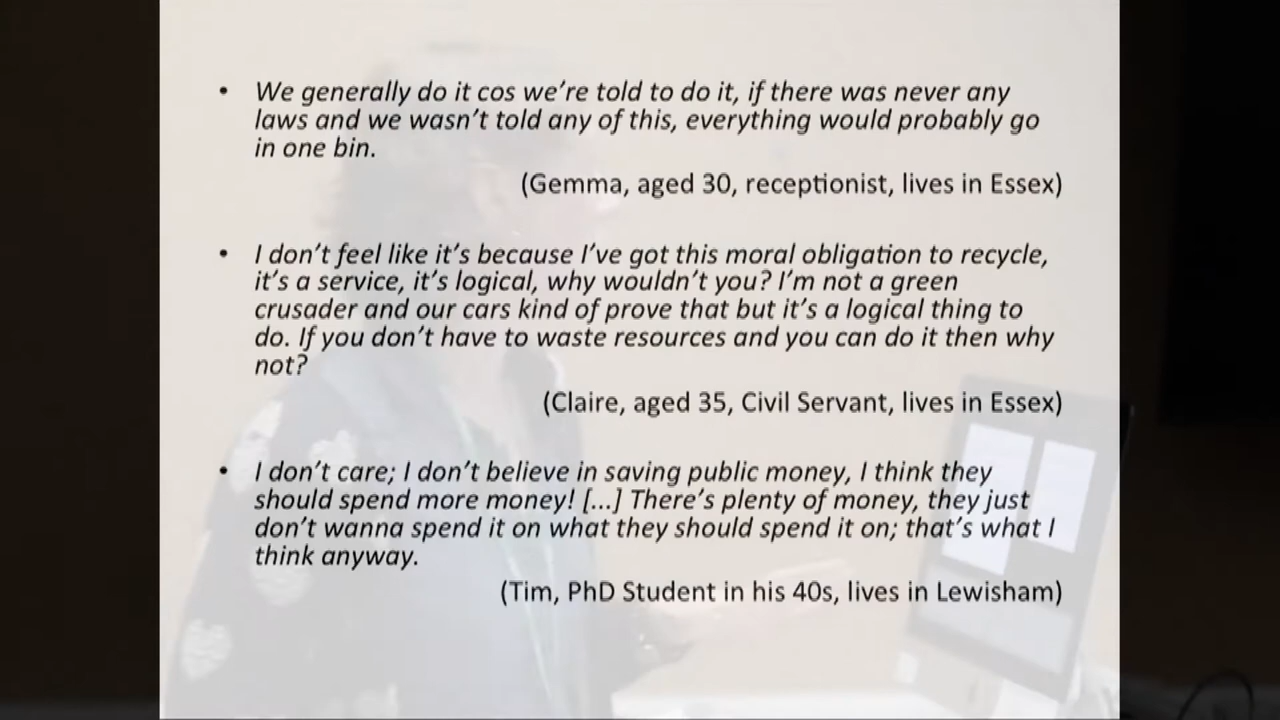 • We generally do it cos we're told to do it, if there was never any
laws and we wasn't told any of this, everything would probably go
in one bin.
(Gemma, aged 30, receptionist, lives in Essex)
• I don't feel like it's because I've got this moral obligation to recycle,
it's a service, it's logical, why wouldn't you? I'm not a green
crusader and our cars kind of prove that but it's a logical thing to
do. If you don't have to waste resources and you can do it then why
not?
(Claire, aged 35, Civil Servant, lives in Essex)
• I don't care; I don't believe in saving public money, I think they
should spend more money! [...] There's plenty of money, they just
don't wanna spend it on what they should spend it on; that's what I
think anyway.
(Tim, PhD Student in his 40s, lives in Lewisham)